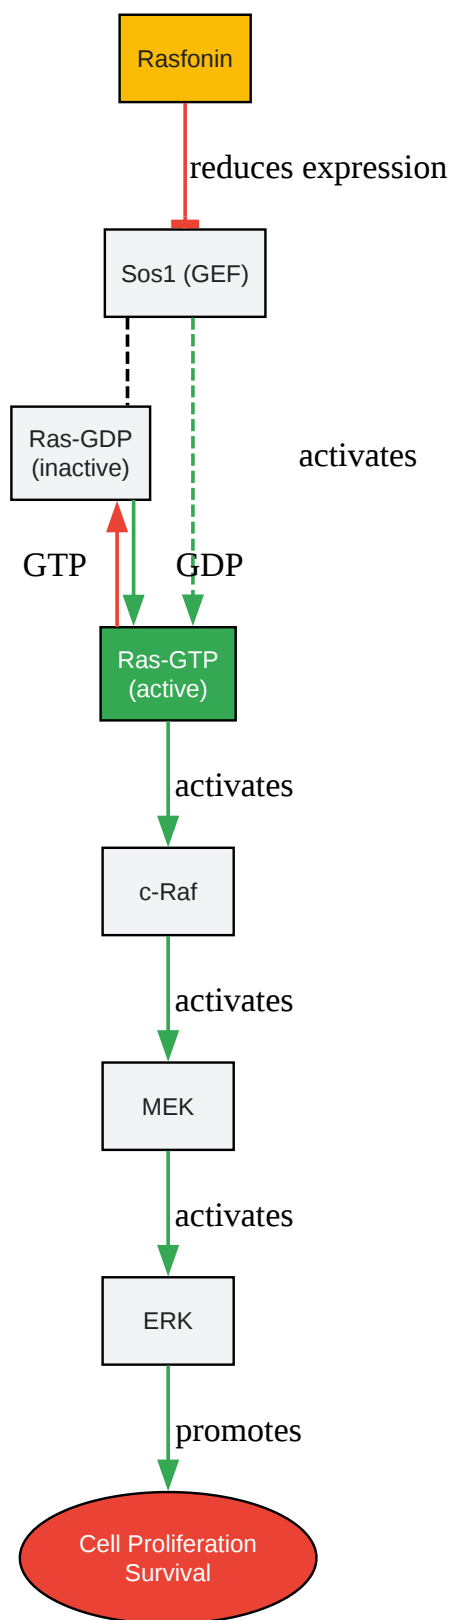 Rasfonin
reduces expression
Sos1 (GEF)
Ras-GDP
(inactive)
activates
GTP
GDP
Ras-GTP
(active)
activates
c-Raf
activates
MEK
activates
ERK
promotes
Cell Proliferation
Survival